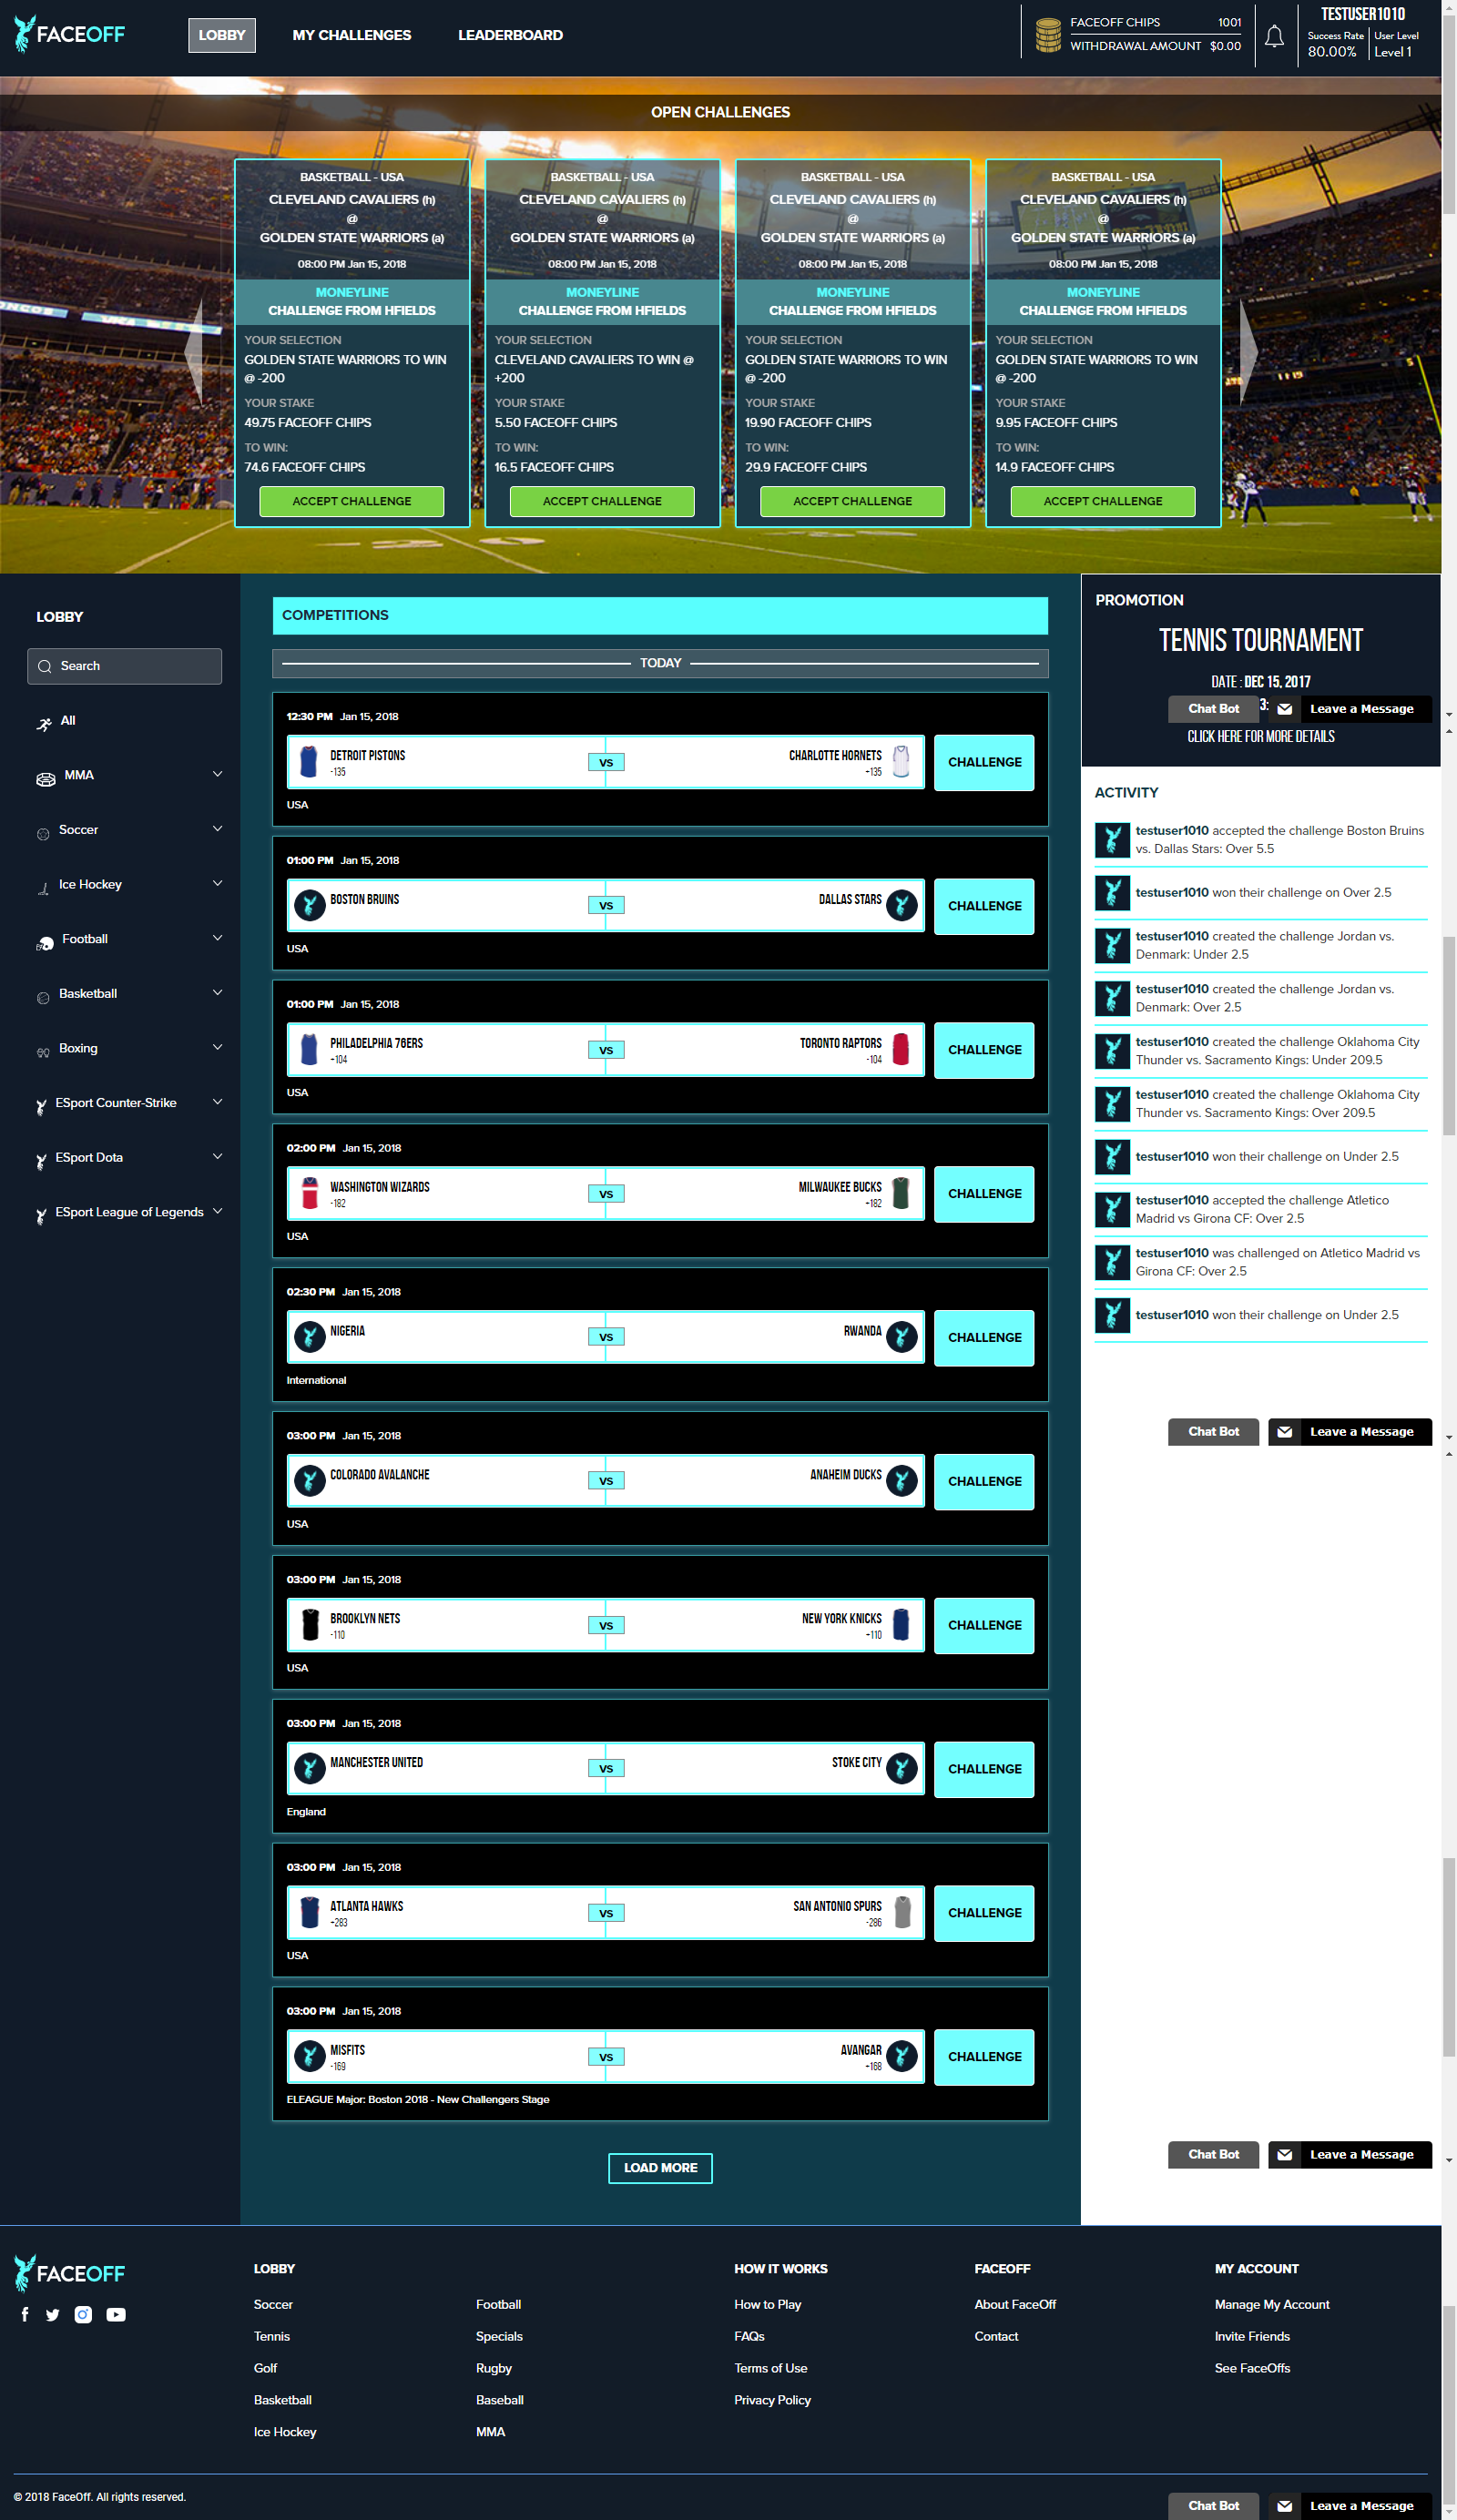 FACEOFF
LOBBY
MY CHALLENGES
LEADERBOARD
FACEOFF CHIPS 1001
WITHDRAWAL AMOUNT $0.00
TESTUSER1010
Success Rate
80.00%
User Level
Level 1
OPEN CHALLENGES
BASKETBALL - USA
CLEVELAND CAVALIERS (h)
@
GOLDEN STATE WARRIORS (a)
08:00 PM Jan 15, 2018
MONEYLINE
CHALLENGE FROM HFIELDS
YOUR SELECTION
GOLDEN STATE WARRIORS TO WIN
@ -200
YOUR STAKE
49.75 FACEOFF CHIPS
TO WIN:
74.6 FACEOFF CHIPS
ACCEPT CHALLENGE
BASKETBALL - USA
CLEVELAND CAVALIERS (h)
@
GOLDEN STATE WARRIORS (a)
08:00 PM Jan 15, 2018
MONEYLINE
CHALLENGE FROM HFIELDS
YOUR SELECTION
CLEVELAND CAVALIERS TO WIN @
+200
YOUR STAKE
5.50 FACEOFF CHIPS
TO WIN:
16.5 FACEOFF CHIPS
ACCEPT CHALLENGE
BASKETBALL - USA
CLEVELAND CAVALIERS (h)
@
GOLDEN STATE WARRIORS (a)
08:00 PM Jan 15, 2018
MONEYLINE
CHALLENGE FROM HFIELDS
YOUR SELECTION
GOLDEN STATE WARRIORS TO WIN
@ -200
YOUR STAKE
19.90 FACEOFF CHIPS
TO WIN:
29.9 FACEOFF CHIPS
ACCEPT CHALLENGE
BASKETBALL - USA
CLEVELAND CAVALIERS (h)
@
GOLDEN STATE WARRIORS (a)
08:00 PM Jan 15, 2018
MONEYLINE
CHALLENGE FROM HFIELDS
YOUR SELECTION
GOLDEN STATE WARRIORS TO WIN
@ -200
YOUR STAKE
9.95 FACEOFF CHIPS
TO WIN:
14.9 FACEOFF CHIPS
ACCEPT CHALLENGE
LOBBY
Search
All
MMA
Soccer
Ice Hockey
Football
Basketball
Boxing
ESport Counter-Strike
ESport Dota
ESport League of Legends
COMPETITIONS
TODAY
12:30 PM Jan 15, 2018
DETROIT PISTONS
-135
VS
CHARLOTTE HORNETS
+135
CHALLENGE
USA
01:00 PM Jan 15, 2018
BOSTON BRUINS
VS
DALLAS STARS
CHALLENGE
USA
01:00 PM Jan 15, 2018
PHILADELPHIA 76ERS
+104
VS
TORONTO RAPTORS
-104
CHALLENGE
USA
02:00 PM Jan 15, 2018
WASHINGTON WIZARDS
-182
VS
MILWAUKEE BUCKS
+182
CHALLENGE
USA
02:30 PM Jan 15, 2018
NIGERIA
VS
RWANDA
CHALLENGE
International
03:00 PM Jan 15, 2018
COLORADO AVALANCHE
VS
ANAHEIM DUCKS
CHALLENGE
USA
03:00 PM Jan 15, 2018
BROOKLYN NETS
-110
VS
NEW YORK KNICKS
+110
CHALLENGE
USA
03:00 PM Jan 15, 2018
MANCHESTER UNITED
VS
STOKE CITY
CHALLENGE
England
03:00 PM Jan 15, 2018
ATLANTA HAWKS
+283
VS
SAN ANTONIO SPURS
-286
CHALLENGE
USA
03:00 PM Jan 15, 2018
MISFITS
-169
VS
AVANGAR
+168
CHALLENGE
ELEAGUE Major: Boston 2018 - New Challengers Stage
LOAD MORE
PROMOTION
TENNIS TOURNAMENT
DATE : DEC 15, 2017
3:
Chat Bot
Leave a Message
CLICK HERE FOR MORE DETAILS
ACTIVITY
testuser1010 accepted the challenge Boston Bruins
vs. Dallas Stars: Over 5.5
testuser1010 won their challenge on Over 2.5
testuser1010 created the challenge Jordan vs.
Denmark: Under 2.5
testuser1010 created the challenge Jordan vs.
Denmark: Over 2.5
testuser1010 created the challenge Oklahoma City
Thunder vs. Sacramento Kings: Under 209.5
testuser1010 created the challenge Oklahoma City
Thunder vs. Sacramento Kings: Over 209.5
testuser1010 won their challenge on Under 2.5
testuser1010 accepted the challenge Atletico
Madrid vs Girona CF: Over 2.5
testuser1010 was challenged on Atletico Madrid vs
Girona CF: Over 2.5
testuser1010 won their challenge on Under 2.5
Chat Bot
Leave a Message
Chat Bot
Leave a Message
FACEOFF
LOBBY
Soccer
Tennis
Golf
Basketball
Ice Hockey
Football
Specials
Rugby
Baseball
MMA
HOW IT WORKS
How to Play
FAQs
Terms of Use
Privacy Policy
FACEOFF
About FaceOff
Contact
MY ACCOUNT
Manage My Account
Invite Friends
See FaceOffs
© 2018 FaceOff. All rights reserved.
Chat Bot
Leave a Message